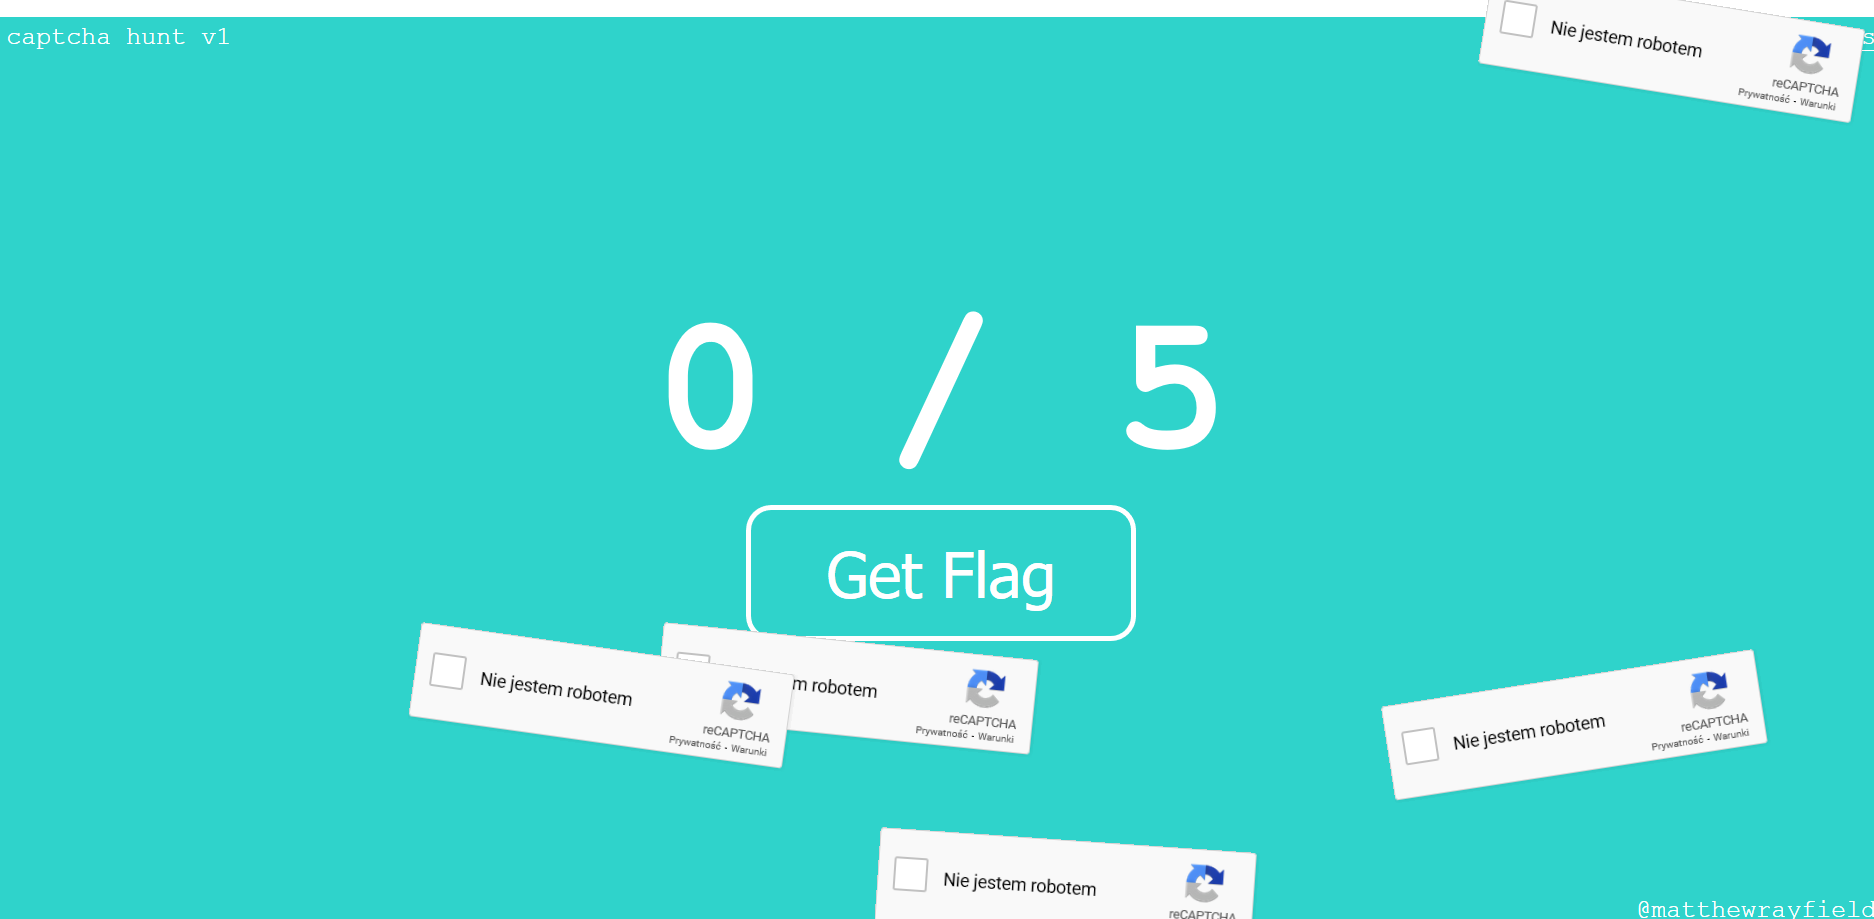 captcha hunt v1
Nie jestem robotem
reCAPTCHA
Prywatność - Warunki
0 / 5
Get Flag
Nie jestem robotem
reCAPTCHA
Prywatność - Warunki
robotem
reCAPTCHA
Prywatność - Warunki
Nie jestem robotem
reCAPTCHA
Prywatność - Warunki
Nie jestem robotem
reCAPTCHA
@matthewrayfield